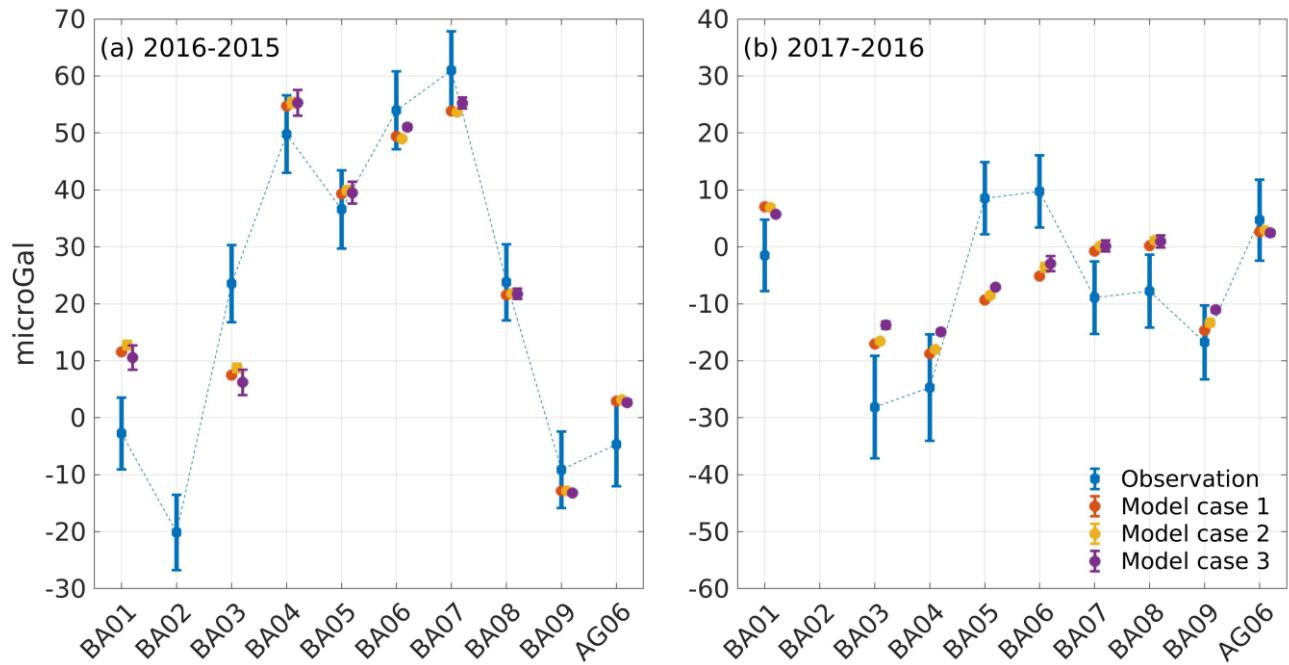 (a) 2016-2015
microGal
70
60
50
40
30
20
10
0
-10
-20
-30
BA01
BA02
BA03
BA04
BA05
BA06
BA07
BA08
BA09
AG06
(b) 2017-2016
40
30
20
10
0
-10
-20
-30
-40
-50
-60
Observation
Model case 1
Model case 2
Model case 3
BA01
BA02
BA03
BA04
BA05
BA06
BA07
BA08
BA09
AG06